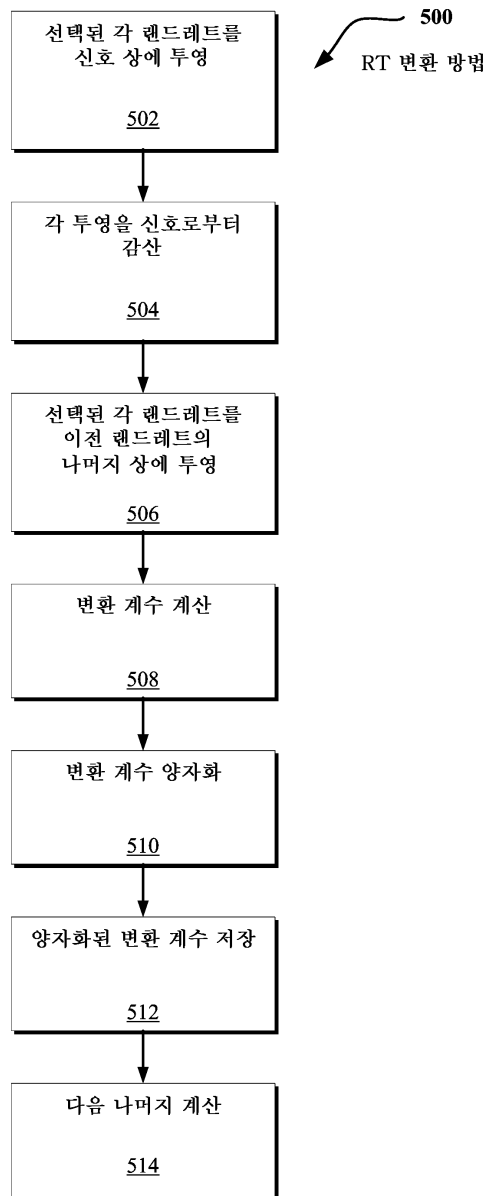 500
RT 변환 방법
선택된 각 랜드레트를
신호 상에 투영
502
각 투영을 신호로부터
감산
504
선택된 각 랜드레트를
이전 랜드레트의
나머지 상에 투영
506
변환 계수 계산
508
변환 계수 양자화
510
양자화된 변환 계수 저장
512
다음 나머지 계산
514